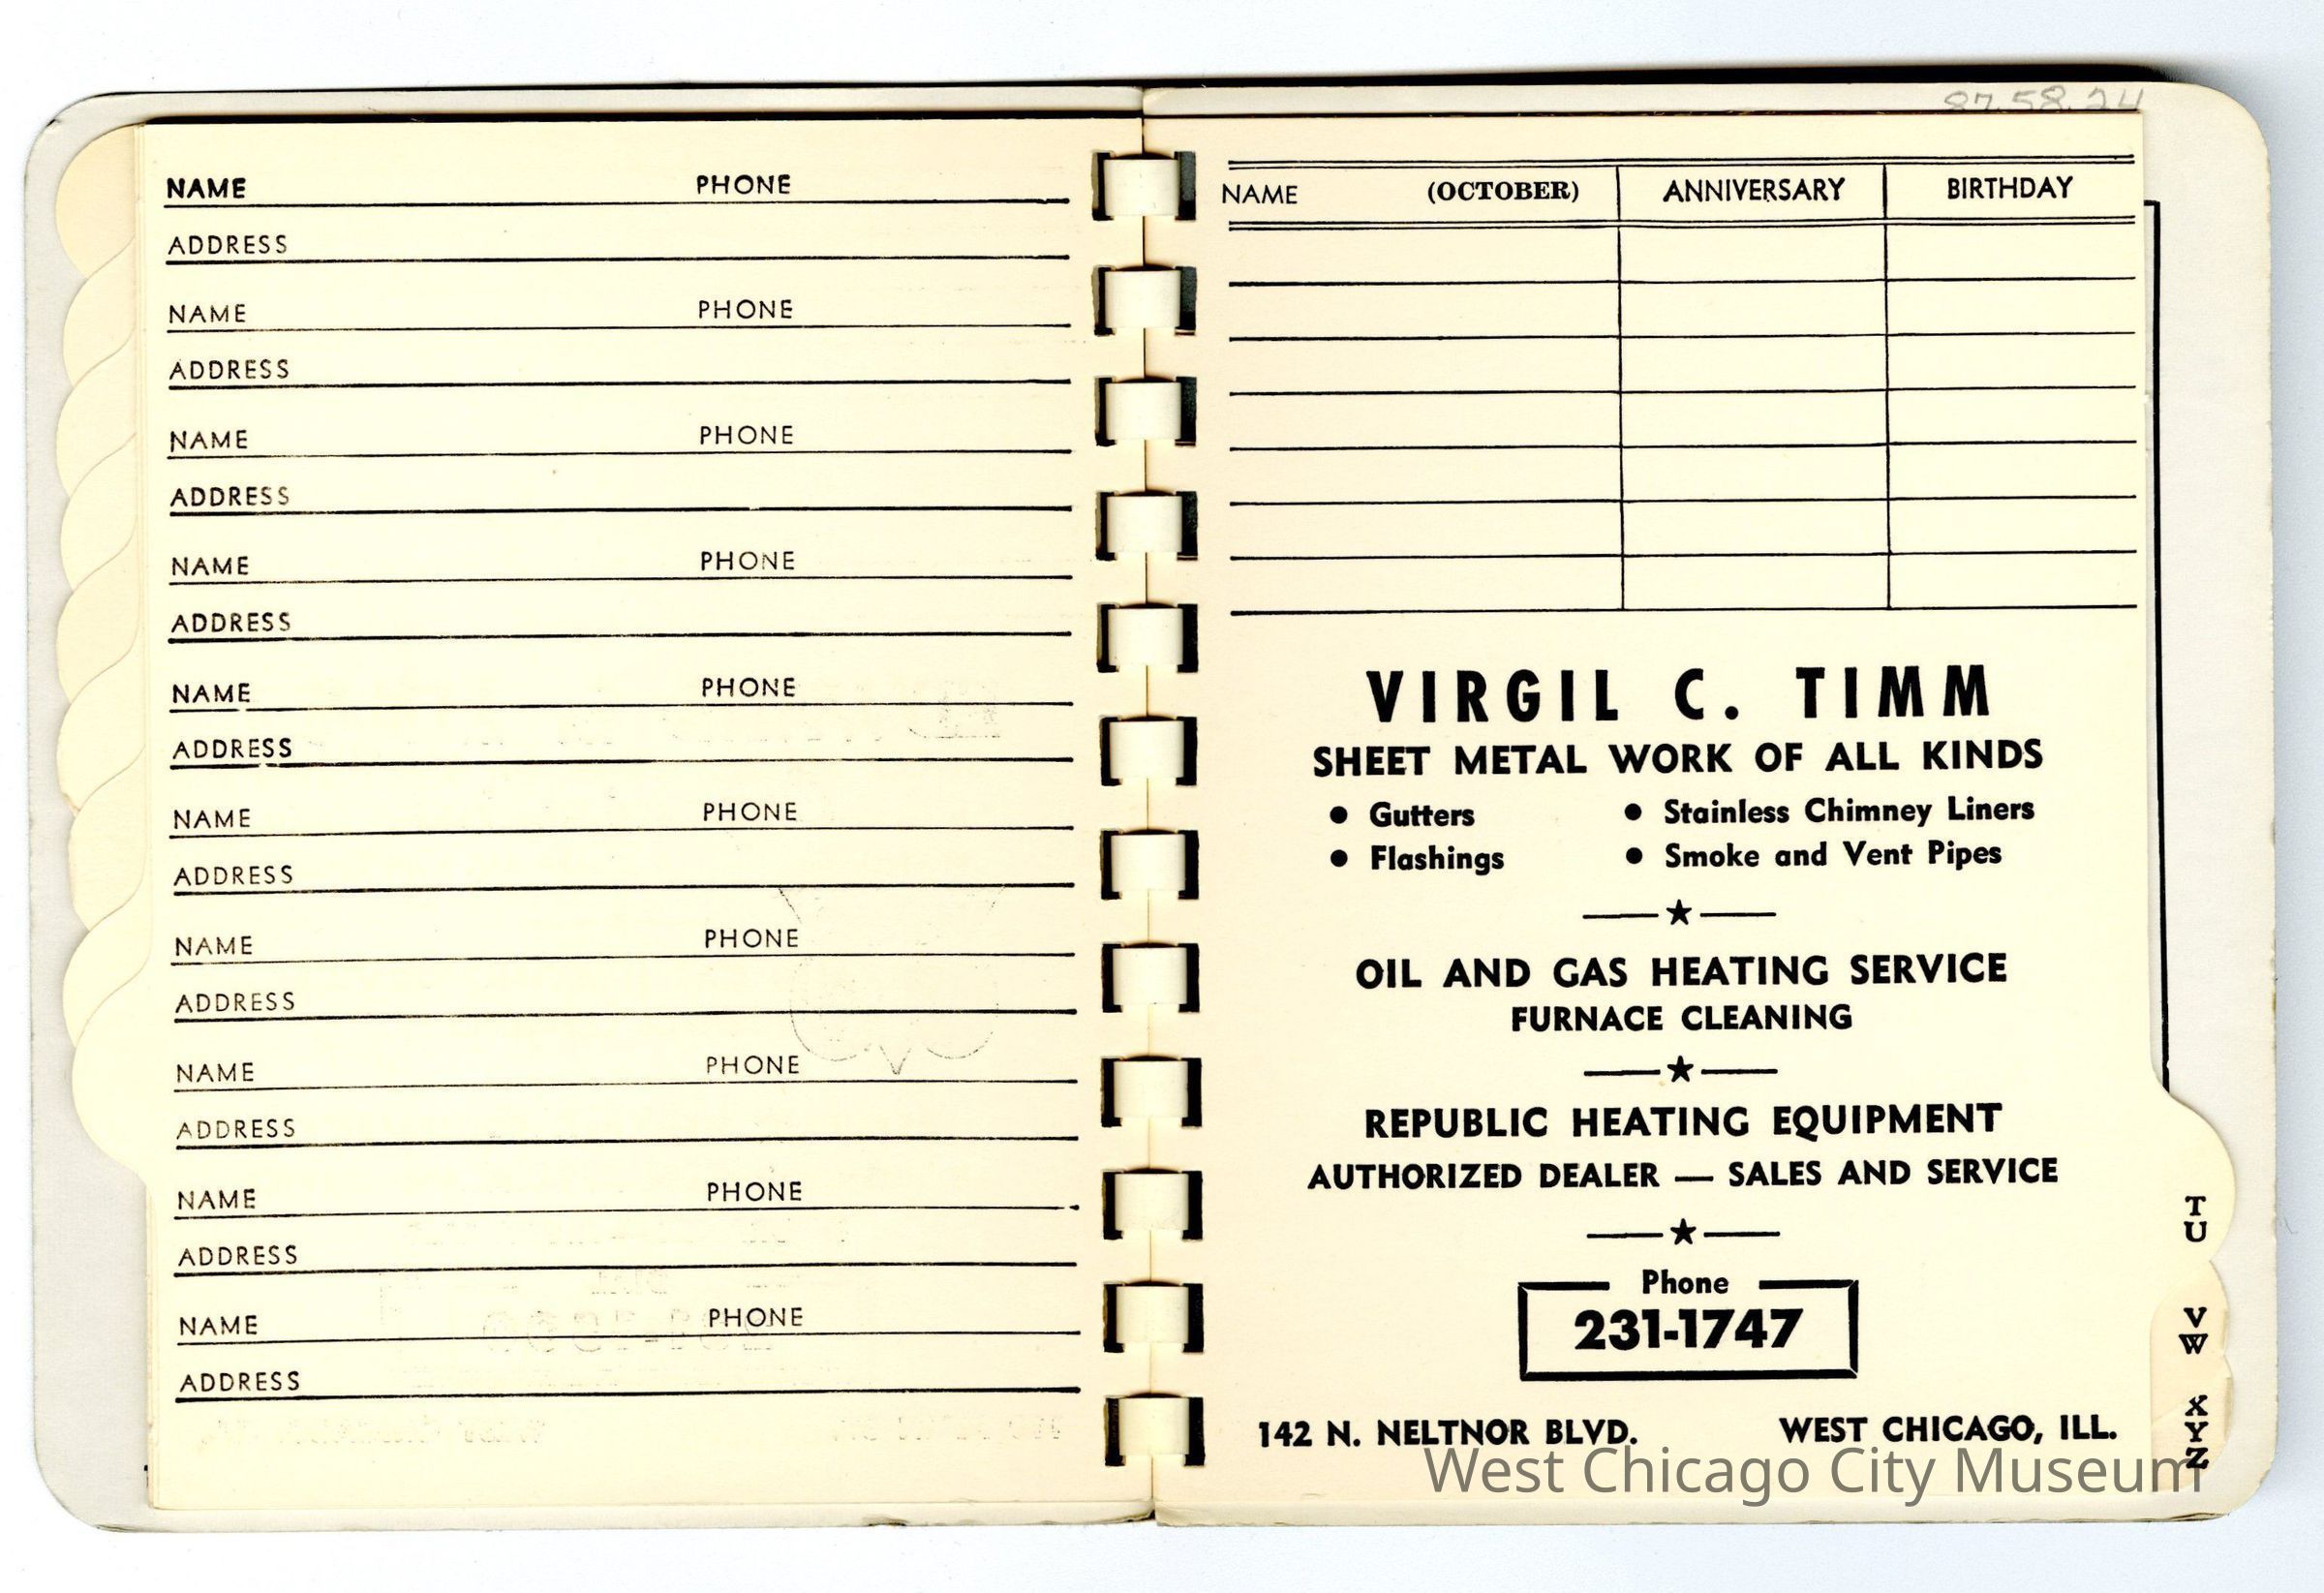 NAME PHONE
ADDRESS
NAME PHONE
ADDRESS
NAME PHONE
ADDRESS
NAME PHONE
ADDRESS
NAME PHONE
ADDRESS
NAME PHONE
ADDRESS
NAME PHONE
ADDRESS
NAME PHONE
ADDRESS
NAME PHONE
ADDRESS
NAME PHONE
ADDRESS
87.58.24
NAME (OCTOBER) ANNIVERSARY BIRTHDAY
VIRGIL C. TIMM
SHEET METAL WORK OF ALL KINDS
• Gutters • Stainless Chimney Liners
• Flashings • Smoke and Vent Pipes
OIL AND GAS HEATING SERVICE
FURNACE CLEANING
REPUBLIC HEATING EQUIPMENT
AUTHORIZED DEALER — SALES AND SERVICE
Phone
231-1747
142 N. NELTNOR BLVD. WEST CHICAGO, ILL.
T
U
V
W
X
Y
Z
West Chicago City Museum